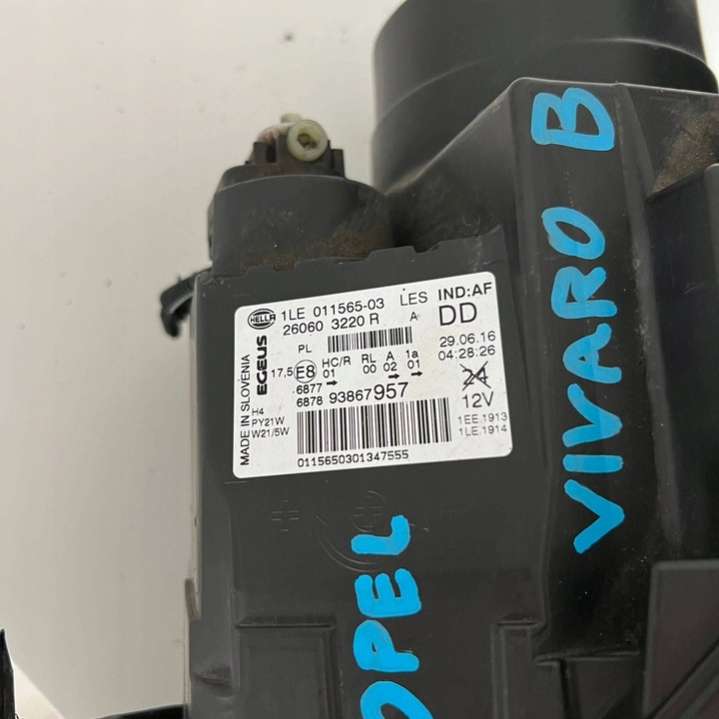 HELLA
1LE 011565-03 LES IND:AF
26060 3220 R A DD
PL
29.06.16
04:28:26
MADE IN SLOVENIA
EGEUS
17,5 E8 HC/R RL A 1a
01 00 02 01
6877
6878 93867957
24
12V
H4
PY21W
W21/5W
1EE.1913
1LE.1914
0115650301347555
VIVARO B
OPEL